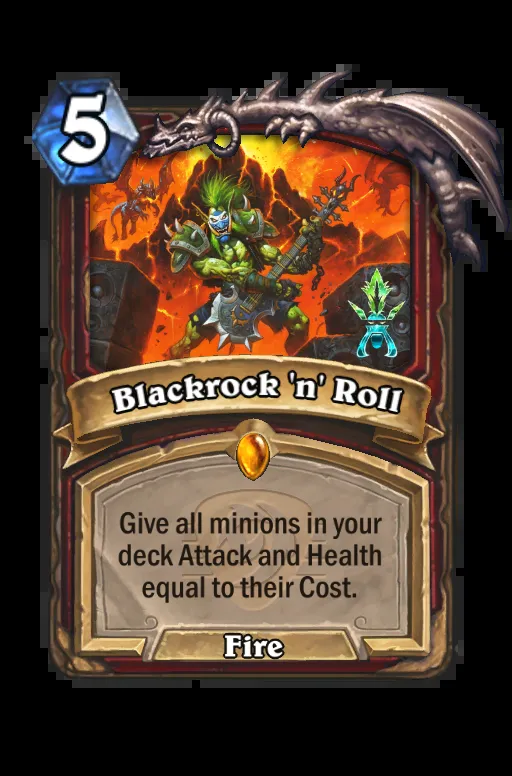 5
Blackrock 'n' Roll
Give all minions in your
deck Attack and Health
equal to their Cost.
Fire